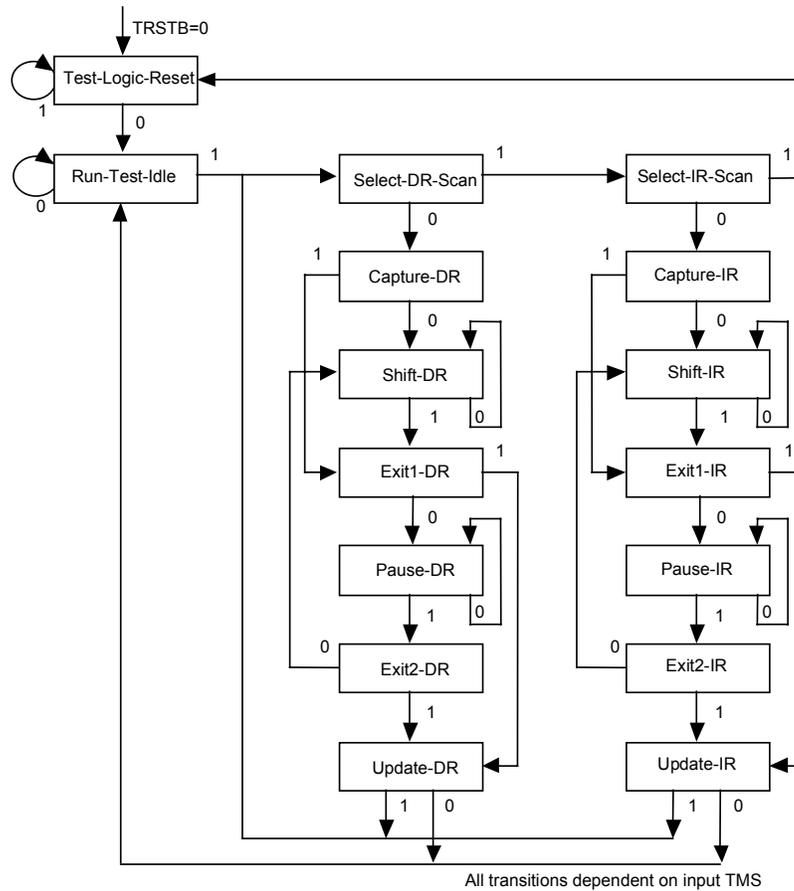 TRSTB=0
Test-Logic-Reset
1
0
Run-Test-Idle
1
0
Select-DR-Scan
1
Select-IR-Scan
1
0
0
1
Capture-DR
1
Capture-IR
0
0
Shift-DR
Shift-IR
1
0
1
0
Exit1-DR
1
Exit1-IR
1
0
0
Pause-DR
Pause-IR
1
0
1
0
0
Exit2-DR
0
Exit2-IR
1
1
Update-DR
Update-IR
1
0
1
0
All transitions dependent on input TMS